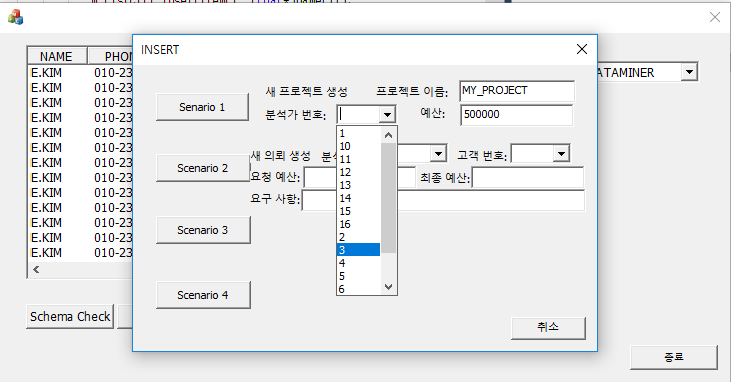 INSERT
NAME PHON
E.KIM 010-23
E.KIM 010-23
E.KIM 010-23
E.KIM 010-23
E.KIM 010-23
E.KIM 010-23
E.KIM 010-23
E.KIM 010-23
E.KIM 010-23
E.KIM 010-23
E.KIM 010-23
E.KIM 010-23
E.KIM 010-23
ATAMINER
Senario 1
새 프로젝트 생성 프로젝트 이름: MY_PROJECT
분석가 번호: 예산: 500000
1
10
11
12
13
14
15
16
2
3
4
5
6
Scenario 2
새 의뢰 생성 분석 고객 번호:
요청 예산: 최종 예산:
요구 사항:
Scenario 3
Scenario 4
취소
Schema Check
종료